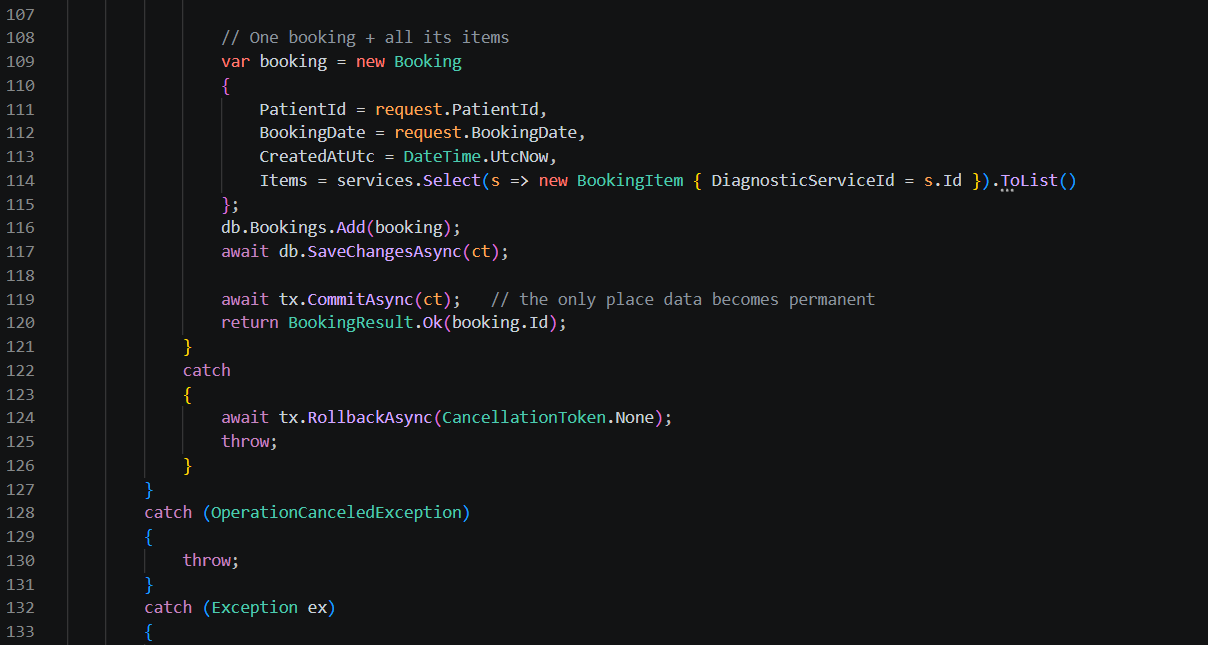 107
108 // One booking + all its items
109 var booking = new Booking
110 {
111 PatientId = request.PatientId,
112 BookingDate = request.BookingDate,
113 CreatedAtUtc = DateTime.UtcNow,
114 Items = services.Select(s => new BookingItem { DiagnosticServiceId = s.Id }).ToList()
115 };
116 db.Bookings.Add(booking);
117 await db.SaveChangesAsync(ct);
118
119 await tx.CommitAsync(ct); // the only place data becomes permanent
120 return BookingResult.Ok(booking.Id);
121 }
122 catch
123 {
124 await tx.RollbackAsync(CancellationToken.None);
125 throw;
126 }
127 }
128 catch (OperationCanceledException)
129 {
130 throw;
131 }
132 catch (Exception ex)
133 {